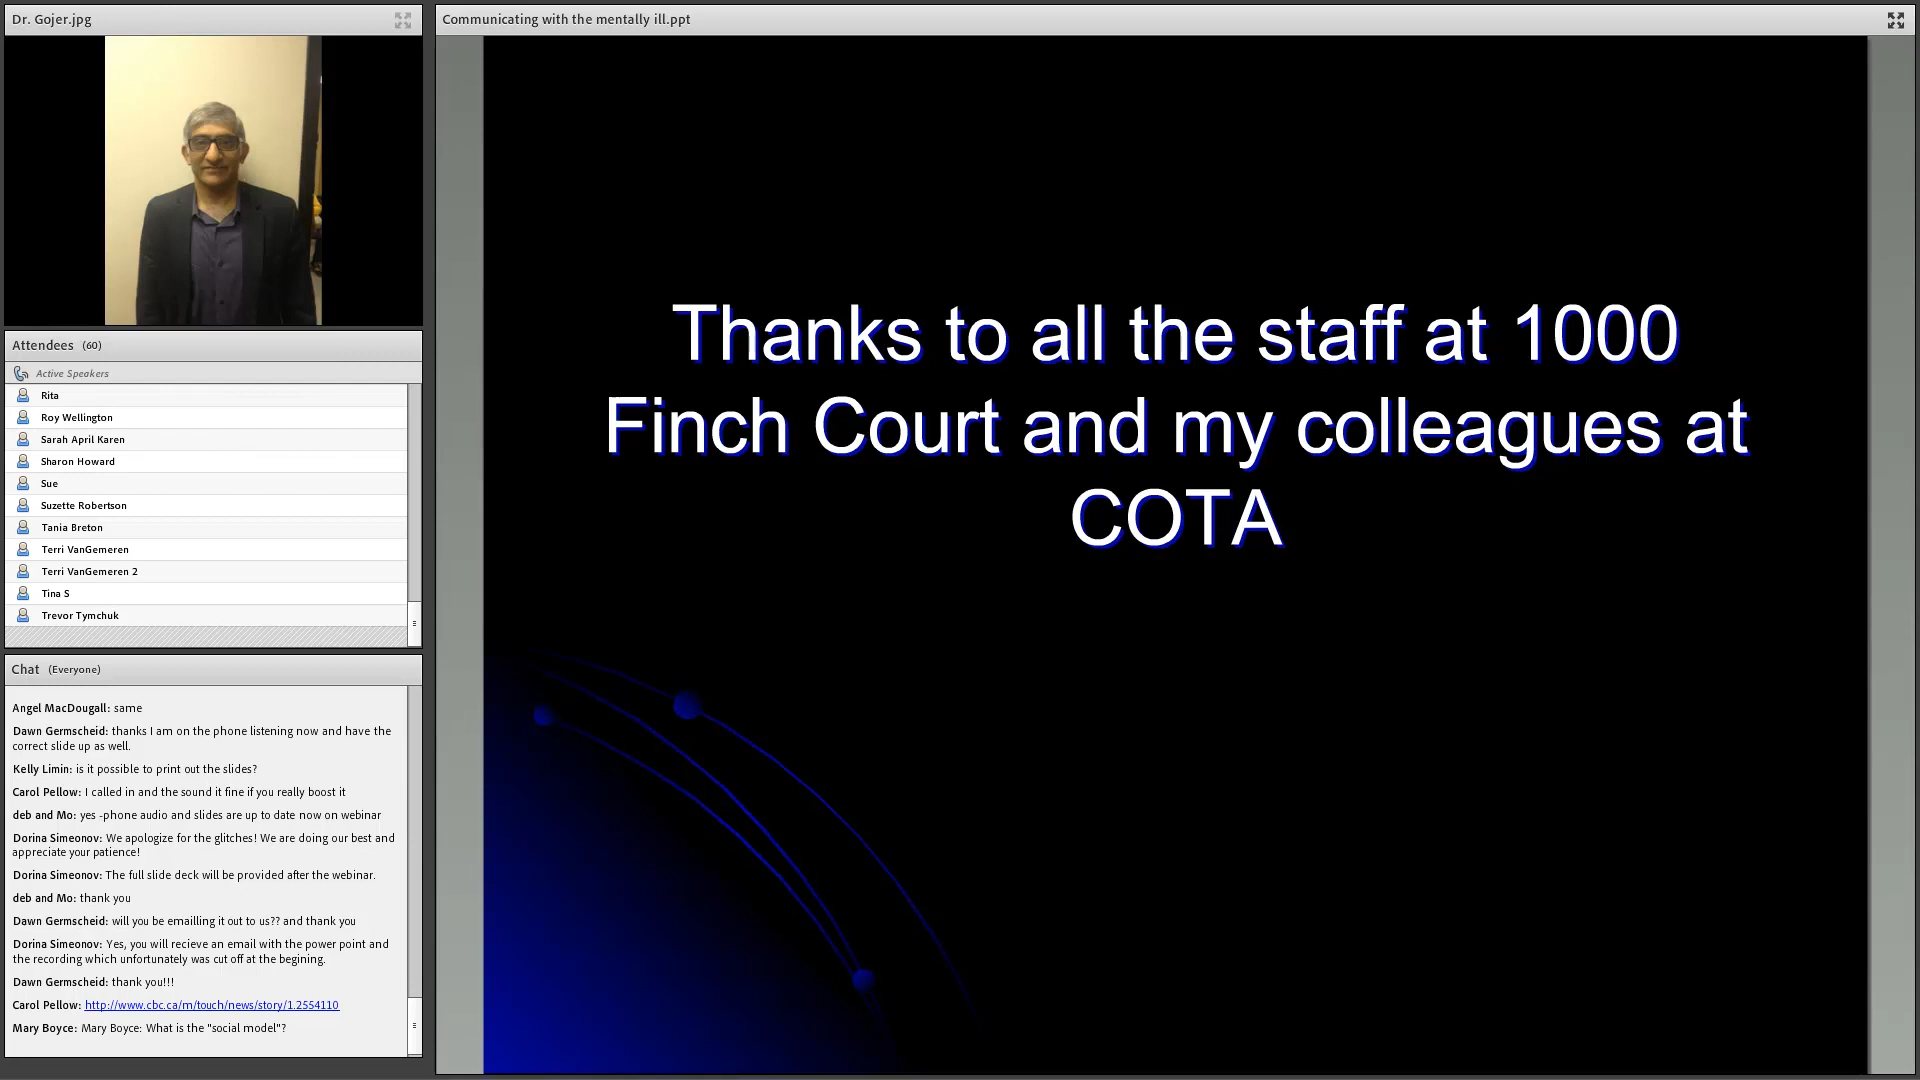 Dr. Gojer.jpg
Attendees (60)
Active Speakers
Rita
Roy Wellington
Sarah April Karen
Sharon Howard
Sue
Suzette Robertson
Tania Breton
Terri VanGemeren
Terri VanGemeren 2
Tina S
Trevor Tymchuk
Chat (Everyone)
Angel MacDougall: same
Dawn Germscheid: thanks I am on the phone listening now and have the
correct slide up as well.
Kelly Limin: is it possible to print out the slides?
Carol Pellow: I called in and the sound it fine if you really boost it
deb and Mo: yes -phone audio and slides are up to date now on webinar
Dorina Simeonov: We apologize for the glitches! We are doing our best and
appreciate your patience!
Dorina Simeonov: The full slide deck will be provided after the webinar.
deb and Mo: thank you
Dawn Germscheid: will you be emailling it out to us?? and thank you
Dorina Simeonov: Yes, you will recieve an email with the power point and
the recording which unfortunately was cut off at the begining.
Dawn Germscheid: thank you!!!
Carol Pellow: http://www.cbc.ca/m/touch/news/story/1.2554110
Mary Boyce: Mary Boyce: What is the "social model"?
Communicating with the mentally ill.ppt
Thanks to all the staff at 1000
Finch Court and my colleagues at
COTA